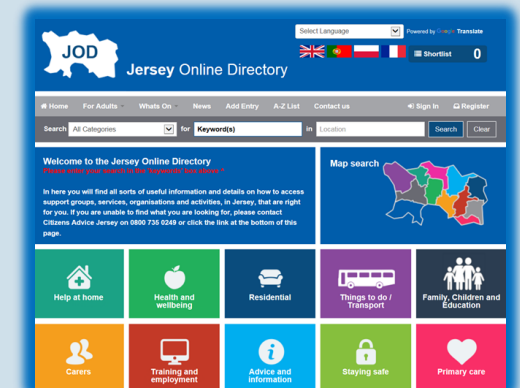 Select Language
Powered by Google Translate
JOD
Jersey Online Directory
Shortlist 0
Home For Adults Whats On News Add Entry A-Z List Contact us Sign In Register
Search All Categories for Keyword(s) in Location Search Clear
Welcome to the Jersey Online Directory
Please enter your search in the 'keywords' box above *
In here you will find all sorts of useful information and details on how to access
support groups, services, organisations and activities, in Jersey, that are right
for you. If you are unable to find what you are looking for, please contact
Citizens Advice Jersey on 0800 735 0249 or click the link at the bottom of this
page.
Map search
Help at home
Health and
wellbeing
Residential
Things to do /
Transport
Family, Children and
Education
Carers
Training and
employment
Advice and
information
Staying safe
Primary care